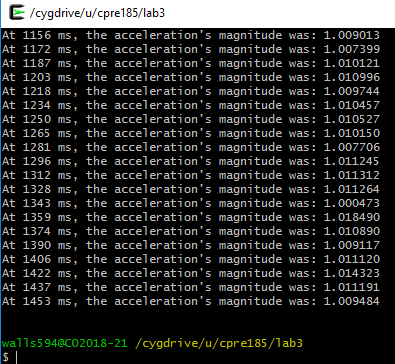 /cygdrive/u/cpre185/lab3
At 1156 ms, the acceleration's magnitude was: 1.009013
At 1172 ms, the acceleration's magnitude was: 1.007399
At 1187 ms, the acceleration's magnitude was: 1.010121
At 1203 ms, the acceleration's magnitude was: 1.010996
At 1218 ms, the acceleration's magnitude was: 1.009744
At 1234 ms, the acceleration's magnitude was: 1.010457
At 1250 ms, the acceleration's magnitude was: 1.010527
At 1265 ms, the acceleration's magnitude was: 1.010150
At 1281 ms, the acceleration's magnitude was: 1.007706
At 1296 ms, the acceleration's magnitude was: 1.011245
At 1312 ms, the acceleration's magnitude was: 1.011312
At 1328 ms, the acceleration's magnitude was: 1.011264
At 1343 ms, the acceleration's magnitude was: 1.000473
At 1359 ms, the acceleration's magnitude was: 1.018490
At 1374 ms, the acceleration's magnitude was: 1.010890
At 1390 ms, the acceleration's magnitude was: 1.009117
At 1406 ms, the acceleration's magnitude was: 1.011120
At 1422 ms, the acceleration's magnitude was: 1.014323
At 1437 ms, the acceleration's magnitude was: 1.011191
At 1453 ms, the acceleration's magnitude was: 1.009484
walls594@CO2018-21 /cygdrive/u/cpre185/lab3
$